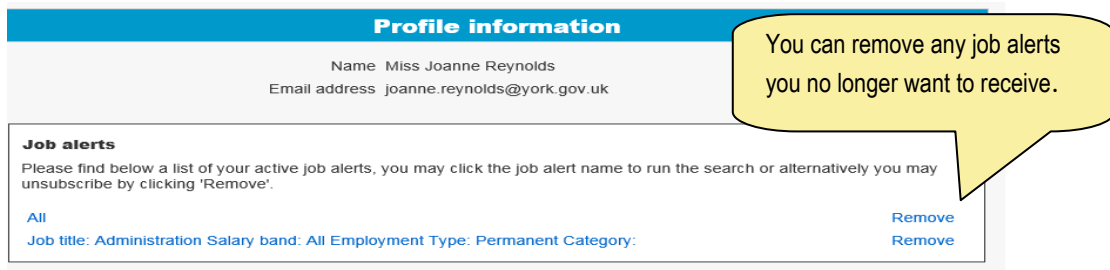 Profile information
You can remove any job alerts
you no longer want to receive.
Name Miss Joanne Reynolds
Email address joanne.reynolds@york.gov.uk
Job alerts
Please find below a list of your active job alerts, you may click the job alert name to run the search or alternatively you may
unsubscribe by clicking 'Remove'.
All Remove
Job title: Administration Salary band: All Employment Type: Permanent Category: Remove